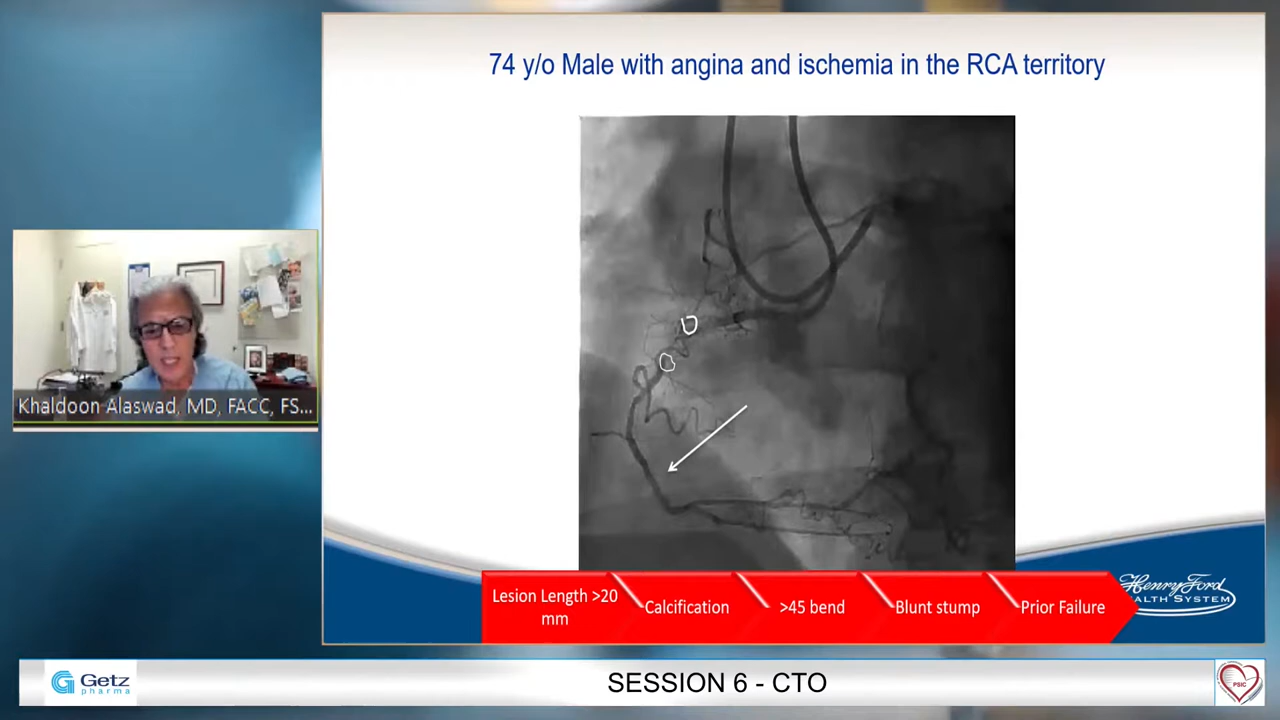 74 y/o Male with angina and ischemia in the RCA territory
Khaldoon Alaswad, MD, FACC, FS...
Lesion Length >20
mm
Calcification
>45 bend
Blunt stump
Prior Failure
Henry Ford
HEALTH SYSTEM
Getz
pharma
SESSION 6 - CTO
PSIC